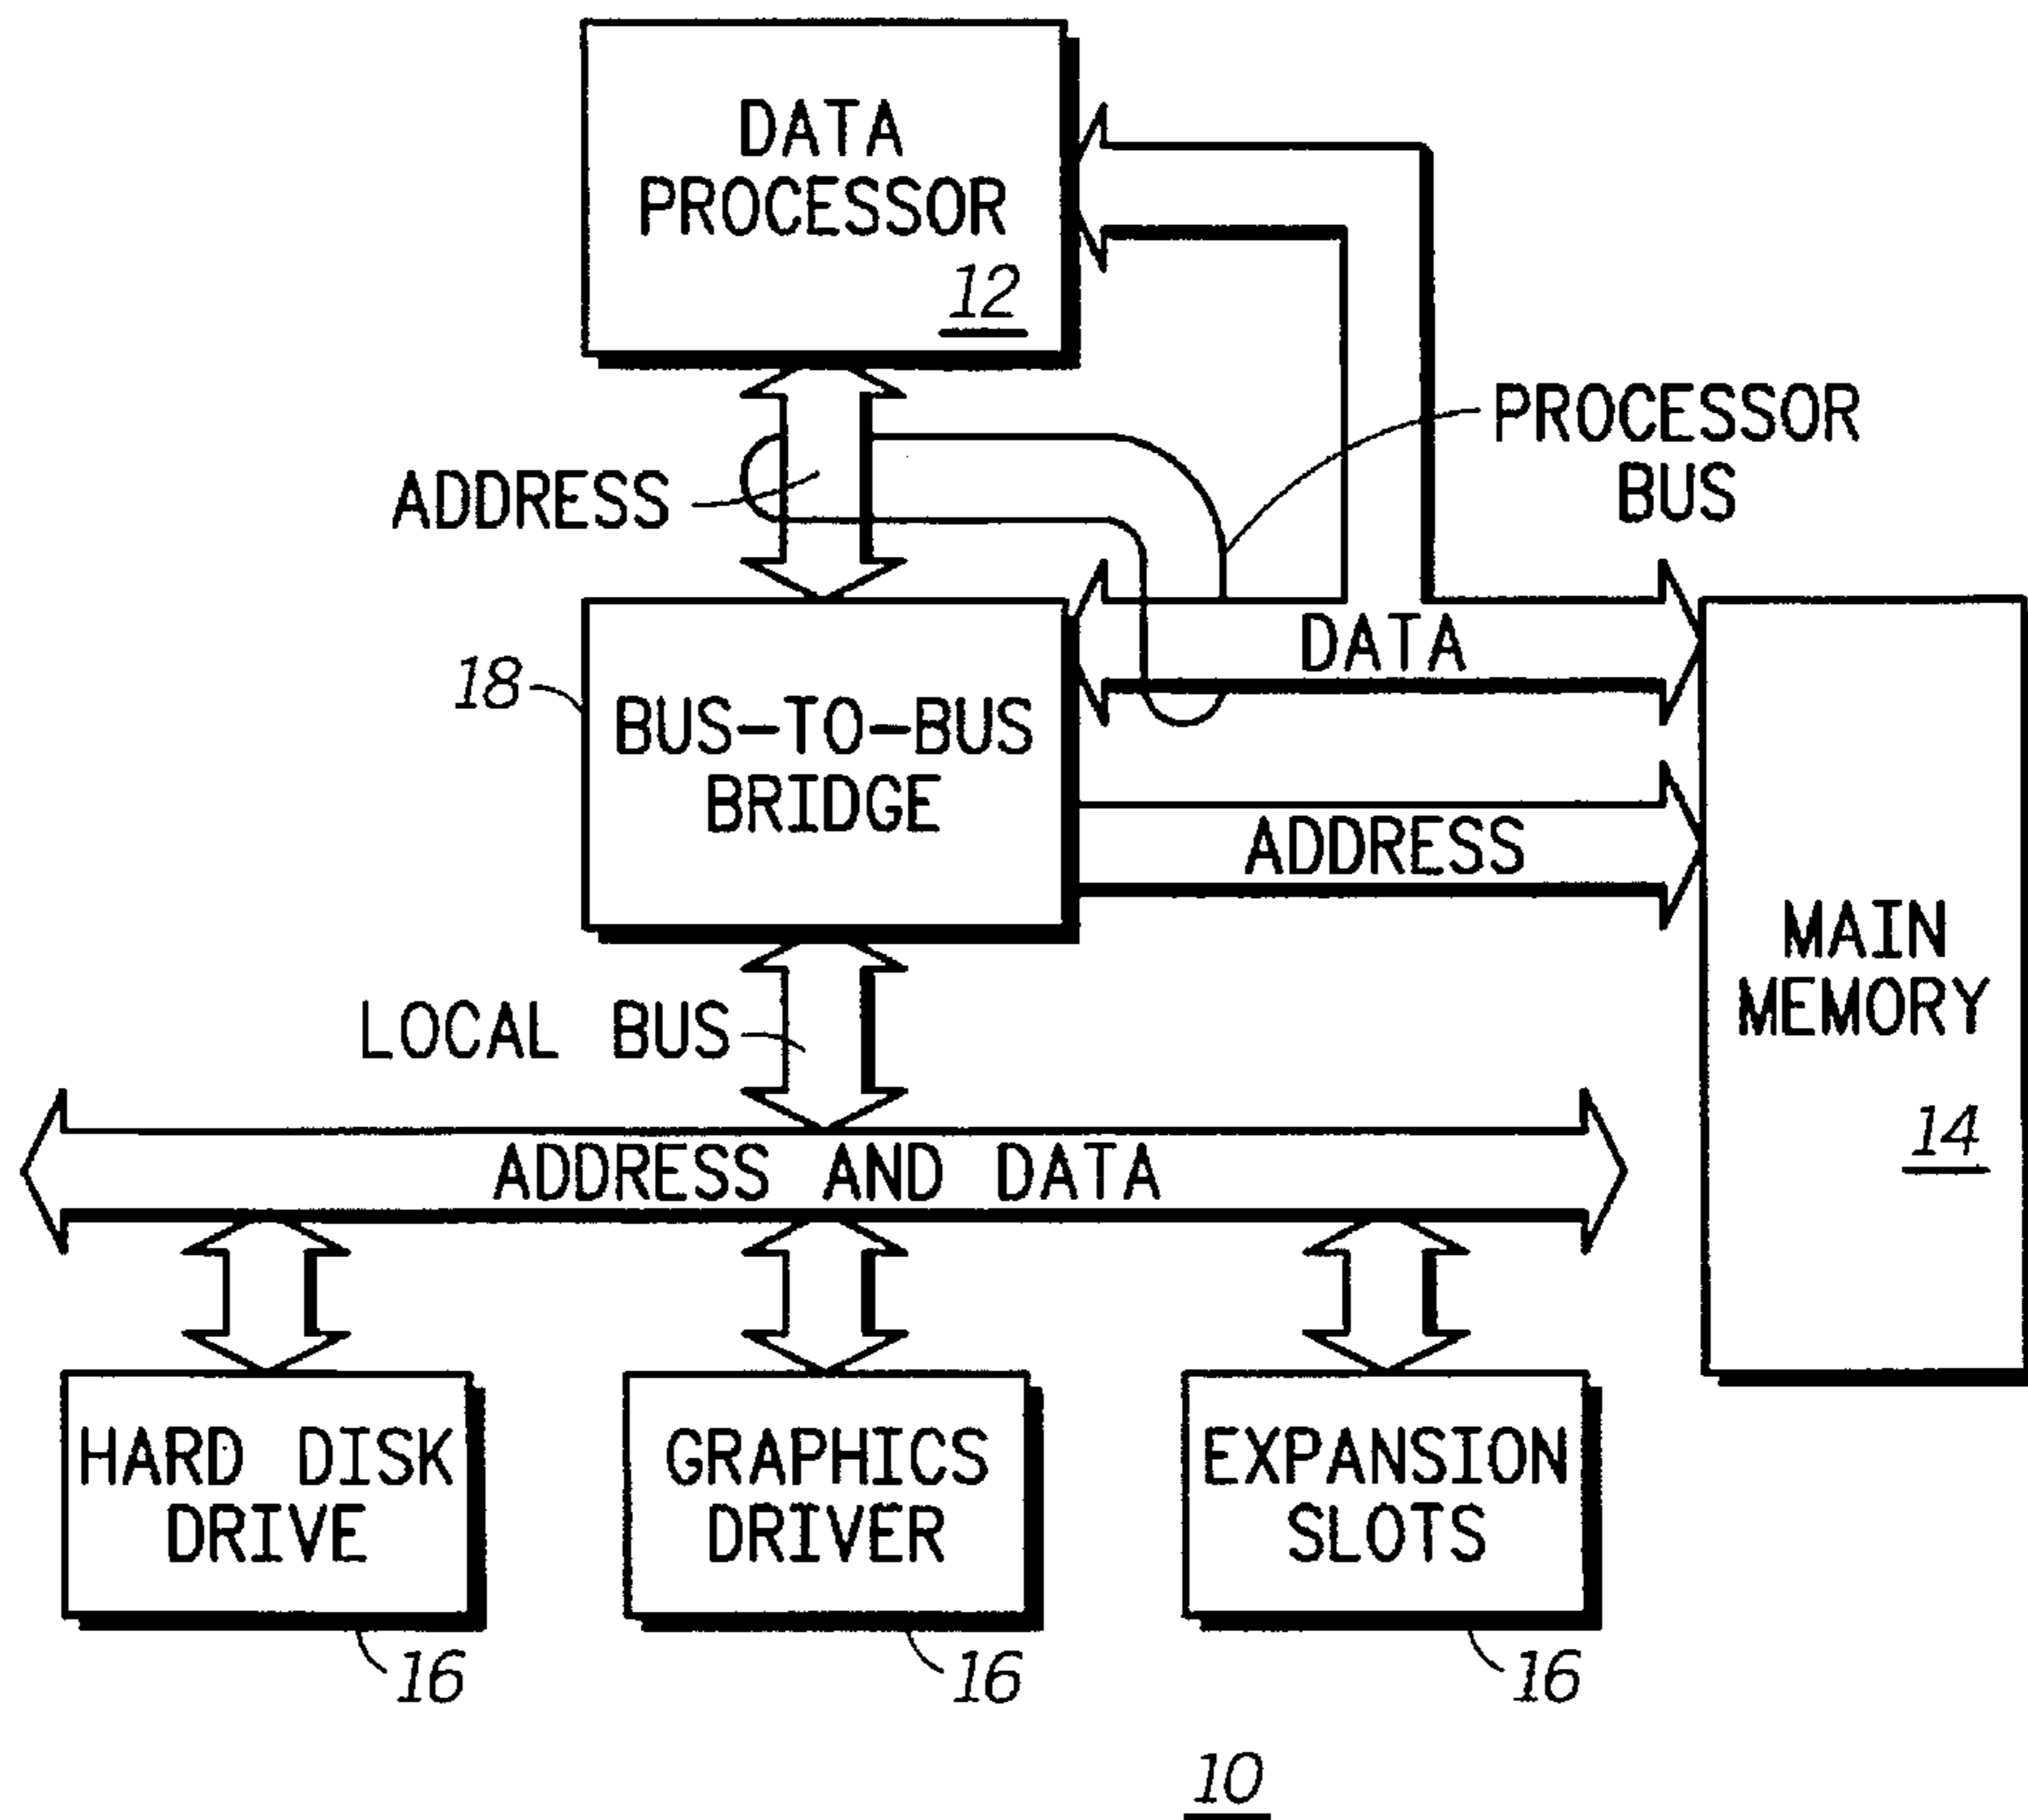 DATA
PROCESSOR
12
PROCESSOR
BUS
ADDRESS
DATA
18
BUS-TO-BUS
BRIDGE
ADDRESS
MAIN
MEMORY
14
LOCAL BUS
ADDRESS AND DATA
HARD DISK
DRIVE
GRAPHICS
DRIVER
EXPANSION
SLOTS
16
16
16
10